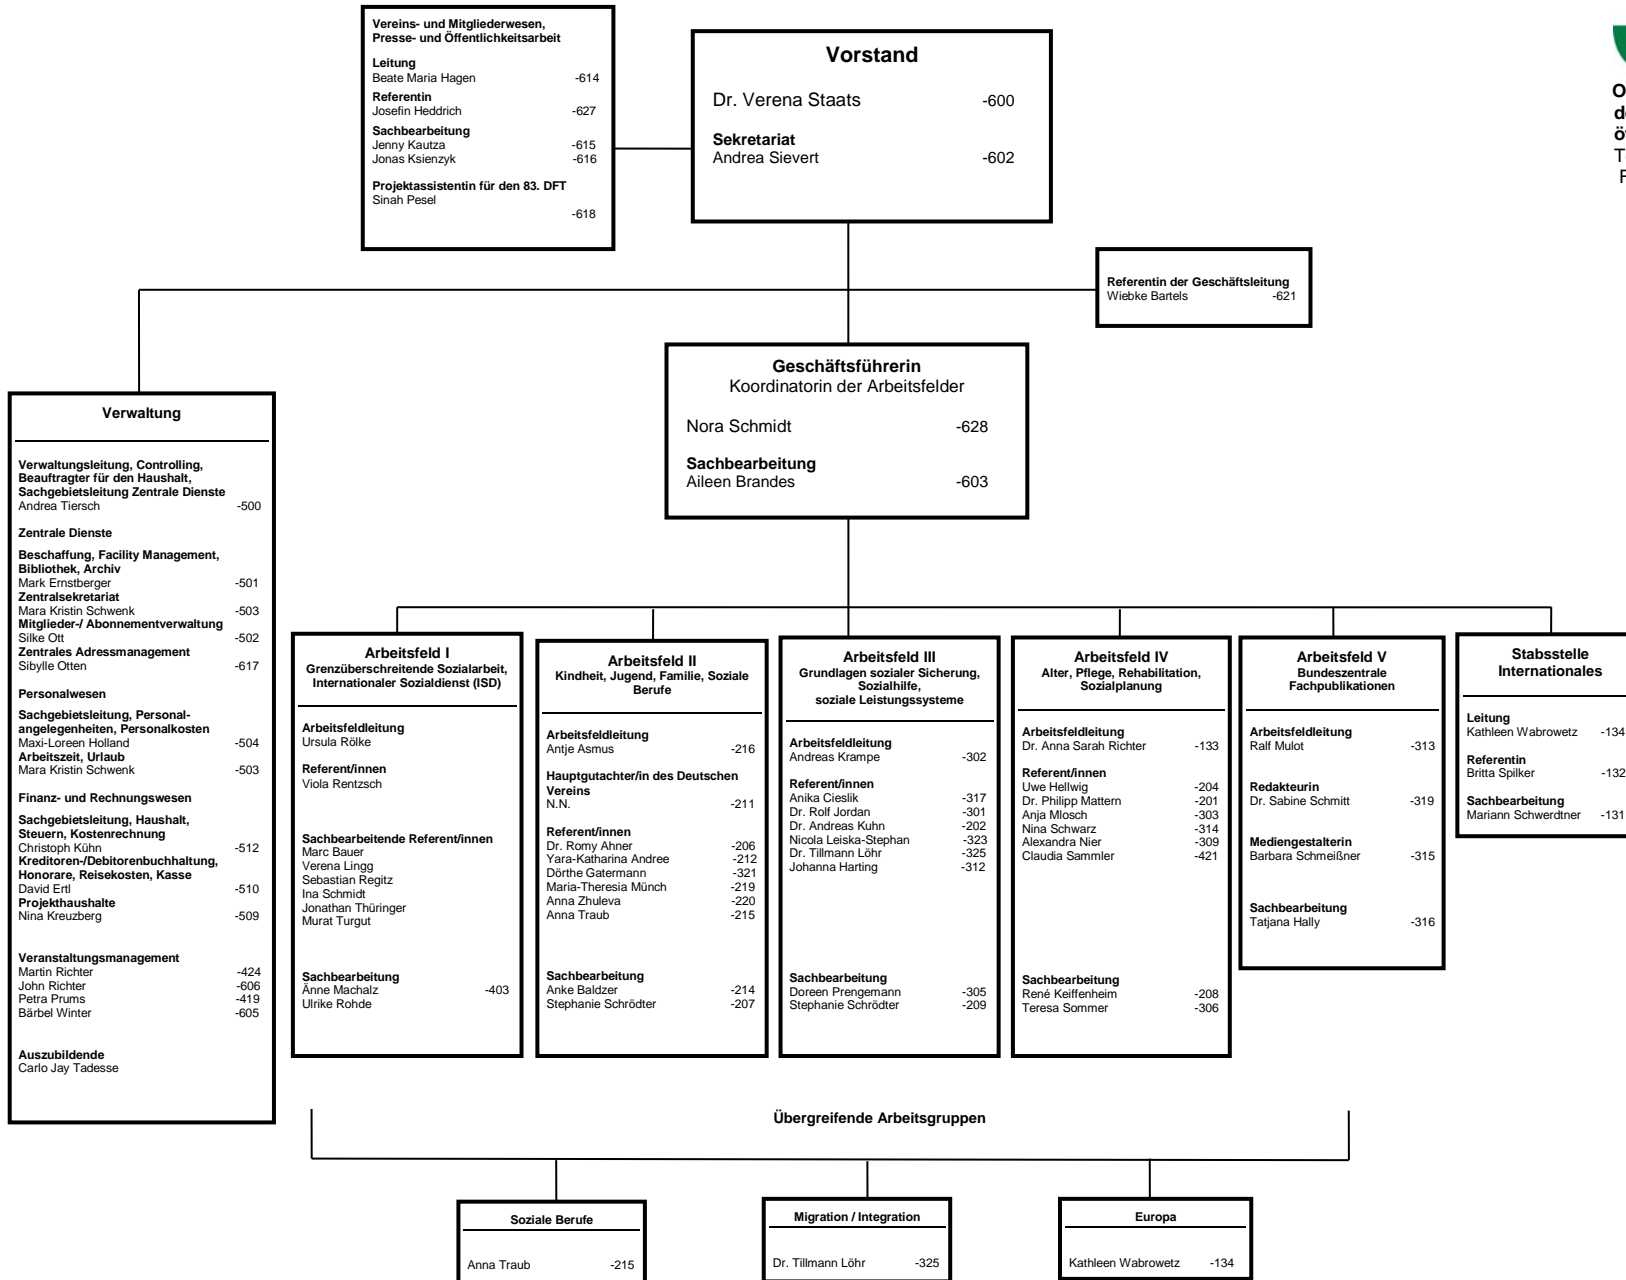 Vereins- und Mitgliederwesen,
Presse- und Öffentlichkeitsarbeit
Leitung
Beate Maria Hagen -614
Referentin
Josefin Heddrich -627
Sachbearbeitung
Jenny Kautza -615
Jonas Ksienzyk -616
Projektassistentin für den 83. DFT
Sinah Pesel
-618
Vorstand
Dr. Verena Staats -600
Sekretariat
Andrea Sievert -602
Referentin der Geschäftsleitung
Wiebke Bartels -621
Geschäftsführerin
Koordinatorin der Arbeitsfelder
Nora Schmidt -628
Sachbearbeitung
Aileen Brandes -603
Verwaltung
Verwaltungsleitung, Controlling,
Beauftragter für den Haushalt,
Sachgebietsleitung Zentrale Dienste
Andrea Tiersch -500
Zentrale Dienste
Beschaffung, Facility Management,
Bibliothek, Archiv
Mark Ernstberger -501
Zentralsekretariat
Mara Kristin Schwenk -503
Mitglieder-/ Abonnementverwaltung
Silke Ott -502
Zentrales Adressmanagement
Sibylle Otten -617
Personalwesen
Sachgebietsleitung, Personal-
angelegenheiten, Personalkosten
Maxi-Loreen Holland -504
Arbeitszeit, Urlaub
Mara Kristin Schwenk -503
Finanz- und Rechnungswesen
Sachgebietsleitung, Haushalt,
Steuern, Kostenrechnung
Christoph Kühn -512
Kreditoren-/Debitorenbuchhaltung,
Honorare, Reisekosten, Kasse
David Ertl -510
Projekthaushalte
Nina Kreuzberg -509
Veranstaltungsmanagement
Martin Richter -424
John Richter -606
Petra Prums -419
Bärbel Winter -605
Auszubildende
Carlo Jay Tadesse
Arbeitsfeld I
Grenzüberschreitende Sozialarbeit,
Internationaler Sozialdienst (ISD)
Arbeitsfeldleitung
Ursula Rölke
Referent/innen
Viola Rentzsch
Sachbearbeitende Referent/innen
Marc Bauer
Verena Lingg
Sebastian Regitz
Ina Schmidt
Jonathan Thüringer
Murat Turgut
Sachbearbeitung
Änne Machalz -403
Ulrike Rohde
Arbeitsfeld II
Kindheit, Jugend, Familie, Soziale
Berufe
Arbeitsfeldleitung
Antje Asmus -216
Hauptgutachter/in des Deutschen
Vereins
N.N. -211
Referent/innen
Dr. Romy Ahner -206
Yara-Katharina Andree -212
Dörthe Gatermann -321
Maria-Theresia Münch -219
Anna Zhuleva -220
Anna Traub -215
Sachbearbeitung
Anke Baldzer -214
Stephanie Schrödter -207
Arbeitsfeld III
Grundlagen sozialer Sicherung,
Sozialhilfe,
soziale Leistungssysteme
Arbeitsfeldleitung
Andreas Krampe -302
Referent/innen
Anika Cieslik -317
Dr. Rolf Jordan -301
Dr. Andreas Kuhn -202
Nicola Leiska-Stephan -323
Dr. Tillmann Löhr -325
Johanna Harting -312
Sachbearbeitung
Doreen Prengemann -305
Stephanie Schrödter -209
Arbeitsfeld IV
Alter, Pflege, Rehabilitation,
Sozialplanung
Arbeitsfeldleitung
Dr. Anna Sarah Richter -133
Referent/innen
Uwe Hellwig -204
Dr. Philipp Mattern -201
Anja Mlosch -303
Nina Schwarz -314
Alexandra Nier -309
Claudia Sammler -421
Sachbearbeitung
René Keiffenheim -208
Teresa Sommer -306
Arbeitsfeld V
Bundeszentrale
Fachpublikationen
Arbeitsfeldleitung
Ralf Mulot -313
Redakteurin
Dr. Sabine Schmitt -319
Mediengestalterin
Barbara Schmeißner -315
Sachbearbeitung
Tatjana Hally -316
Stabsstelle
Internationales
Leitung
Kathleen Wabrowetz -134
Referentin
Britta Spilker -132
Sachbearbeitung
Mariann Schwerdtner -131
Übergreifende Arbeitsgruppen
Soziale Berufe
Anna Traub -215
Migration / Integration
Dr. Tillmann Löhr -325
Europa
Kathleen Wabrowetz -134